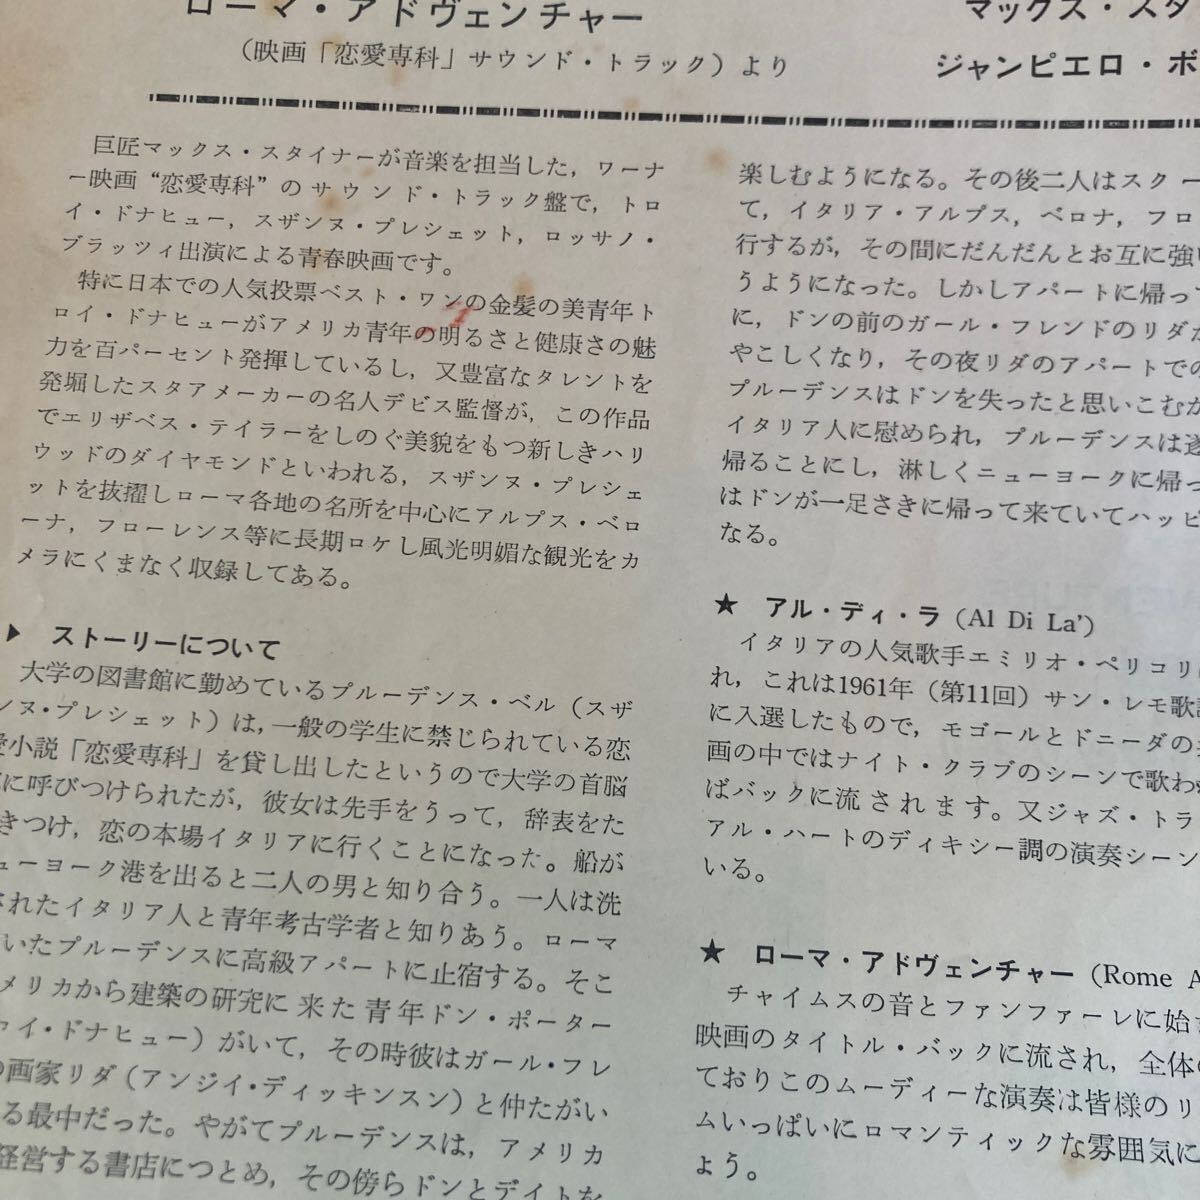 ローマ・アドヴェンチャー
（映画「恋愛専科」サウンド・トラック）より
マックス・スタ
ジャンピエロ・ボ
巨匠マックス・スタイナーが音楽を担当した，ワーナ
ー映画“恋愛専科”のサウンド・トラック盤で，トロ
イ・ドナヒュー，スザンヌ・プレシェット，ロッサノ・
ブラッツィ出演による青春映画です。
特に日本での人気投票ベスト・ワンの金髪の美青年ト
ロイ・ドナヒューがアメリカ青年の明るさと健康さの魅
力を百パーセント発揮しているし，又豊富なタレントを
発堀したスタアメーカーの名人デビス監督が，この作品
でエリザベス・テイラーをしのぐ美貌をもつ新しきハリ
ウッドのダイヤモンドといわれる，スザンヌ・プレシェ
ットを抜擢しローマ各地の名所を中心にアルプス・ベロ
ーナ，フローレンス等に長期ロケし風光明媚な観光をカ
メラにくまなく収録してある。
▶ ストーリーについて
大学の図書館に勤めているプルーデンス・ベル（スザ
ンヌ・プレシェット）は，一般の学生に禁じられている恋
愛小説「恋愛専科」を貸し出したというので大学の首脳
に呼びつけられたが，彼女は先手をうって，辞表をた
きつけ，恋の本場イタリアに行くことになった。船が
ューヨーク港を出ると二人の男と知り合う。一人は洗
されたイタリア人と青年考古学者と知りあう。ローマ
いたプルーデンスに高級アパートに止宿する。そこ
メリカから建築の研究に来た青年ドン・ポーター
イ・ドナヒュー）がいて，その時彼はガール・フレ
の画家リダ（アンジイ・ディッキンスン）と仲たがい
る最中だった。やがてプルーデンスは，アメリカ
経営する書店につとめ，その傍らドンとデイトを
楽しむようになる。その後二人はスクー
て，イタリア・アルプス，ベロナ，フロ
行するが，その間にだんだんとお互に強い
うようになった。しかしアパートに帰って
に，ドンの前のガール・フレンドのリダが
やこしくなり，その夜リダのアパートでの
プルーデンスはドンを失ったと思いこむが
イタリア人に慰められ，プルーデンスは遂
帰ることにし，淋しくニューヨークに帰っ
はドンが一足さきに帰って来ていてハッピ
なる。
★ アル・ディ・ラ（Al Di La'）
イタリアの人気歌手エミリオ・ペリコリ
れ，これは1961年（第11回）サン・レモ歌
に入選したもので，モゴールとドニーダの
画の中ではナイト・クラブのシーンで歌わ
ばバックに流されます。又ジャズ・トラ
アル・ハートのディキシー調の演奏シーン
いる。
★ ローマ・アドヴェンチャー（Rome A
チャイムスの音とファンファーレに始
映画のタイトル・バックに流され，全体の
ておりこのムーディーな演奏は皆様のリ
ムいっぱいにロマンティックな雰囲気に
ょう。